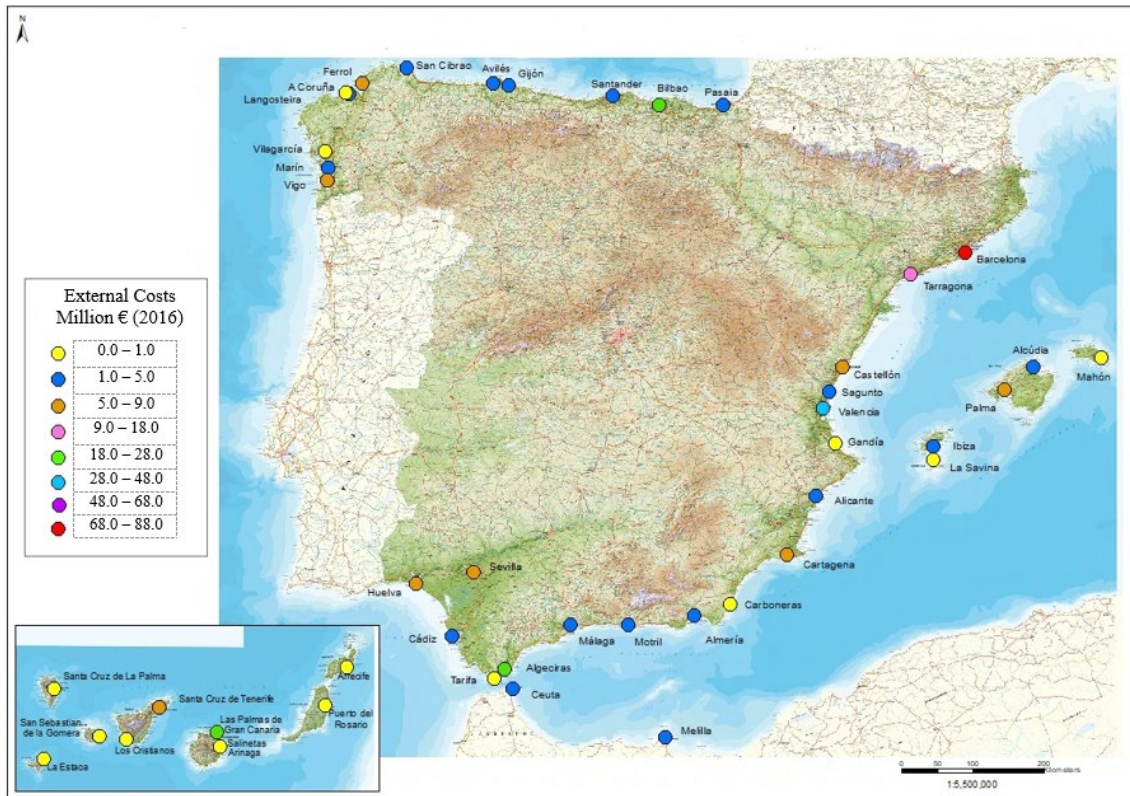 N
San Cibrao
Avilés
Gijón
Ferrol
A Coruña
Langosteira
Santander
Bilbao
Pasaia
Vilagarcía
Marín
Vigo
Barcelona
Tarragona
External Costs
Million € (2016)
0.0 – 1.0
1.0 – 5.0
5.0 – 9.0
9.0 – 18.0
18.0 – 28.0
28.0 – 48.0
48.0 – 68.0
68.0 – 88.0
Castellón
Sagunto
Valencia
Gandía
Alcúdia
Mahón
Palma
Ibiza
La Savina
Alicante
Cartagena
Sevilla
Huelva
Carboneras
Cádiz
Málaga
Motril
Almería
Algeciras
Tarifa
Ceuta
Melilla
Santa Cruz de La Palma
Santa Cruz de Tenerife
Arrecife
San Sebastian
de la Gomera
Los Cristianos
Las Palmas de
Gran Canaria
Salinetas
Arinaga
Puerto del
Rosario
La Estaca
0 50 100 200
1:5,500,000